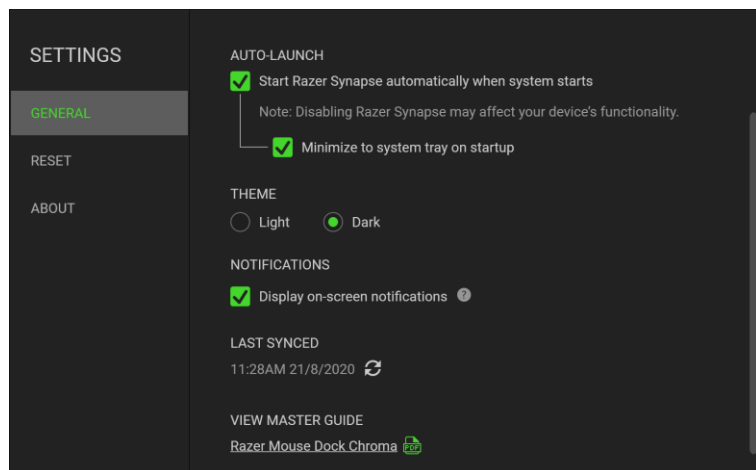 SETTINGS
GENERAL
RESET
ABOUT
AUTO-LAUNCH
Start Razer Synapse automatically when system starts
Note: Disabling Razer Synapse may affect your device's functionality.
Minimize to system tray on startup
THEME
Light Dark
NOTIFICATIONS
Display on-screen notifications ?
LAST SYNCED
11:28AM 21/8/2020
VIEW MASTER GUIDE
Razer Mouse Dock Chroma PDF